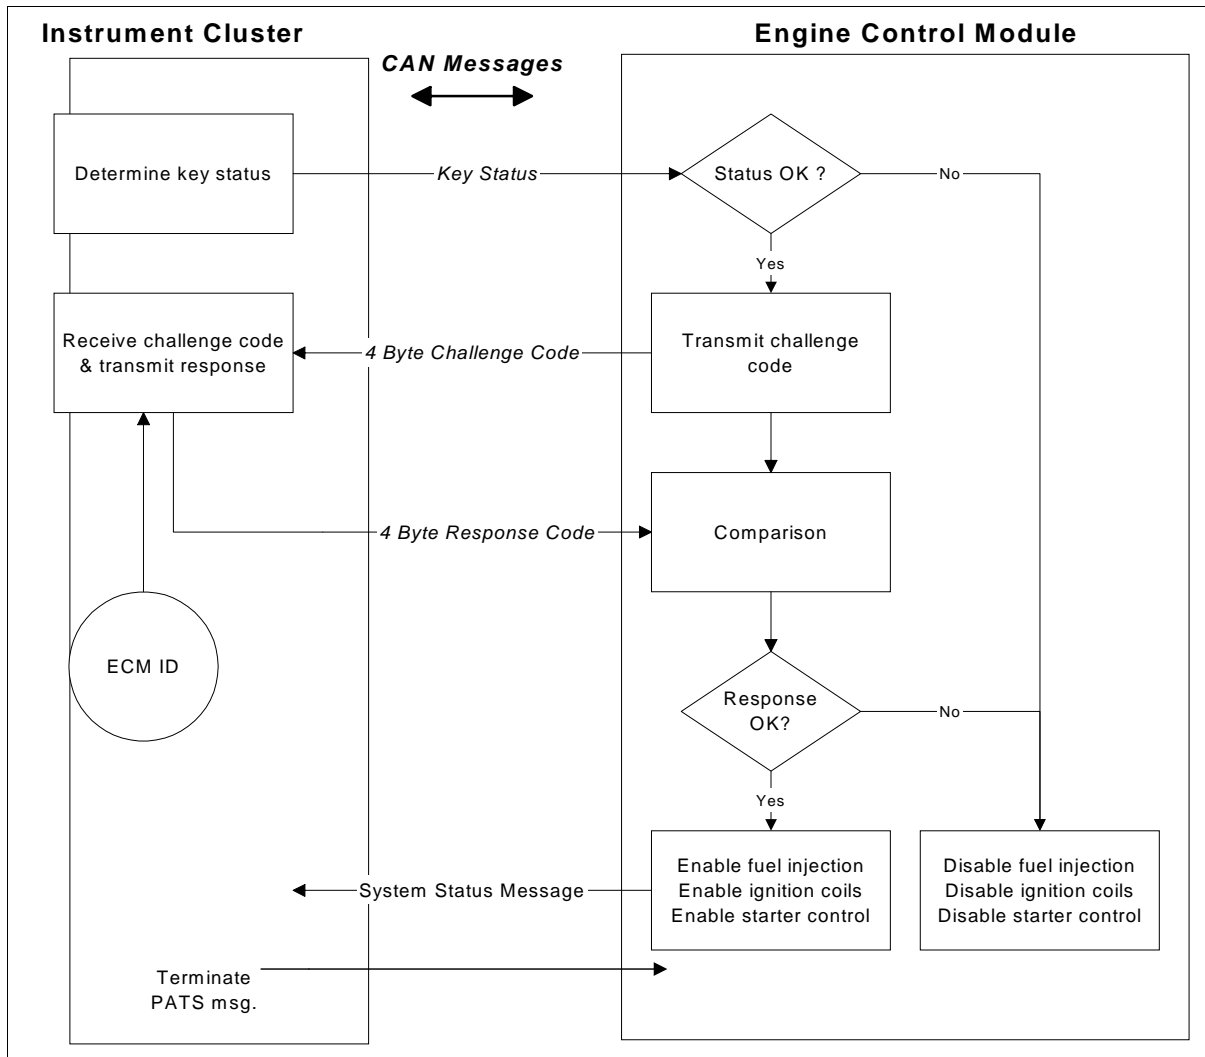 Instrument Cluster
Engine Control Module
CAN Messages
Determine key status
Key Status
Status OK ?
No
Yes
Receive challenge code
& transmit response
4 Byte Challenge Code
Transmit challenge
code
4 Byte Response Code
Comparison
ECM ID
Response
OK?
No
Yes
Enable fuel injection
Enable ignition coils
Enable starter control
Disable fuel injection
Disable ignition coils
Disable starter control
System Status Message
Terminate
PATS msg.